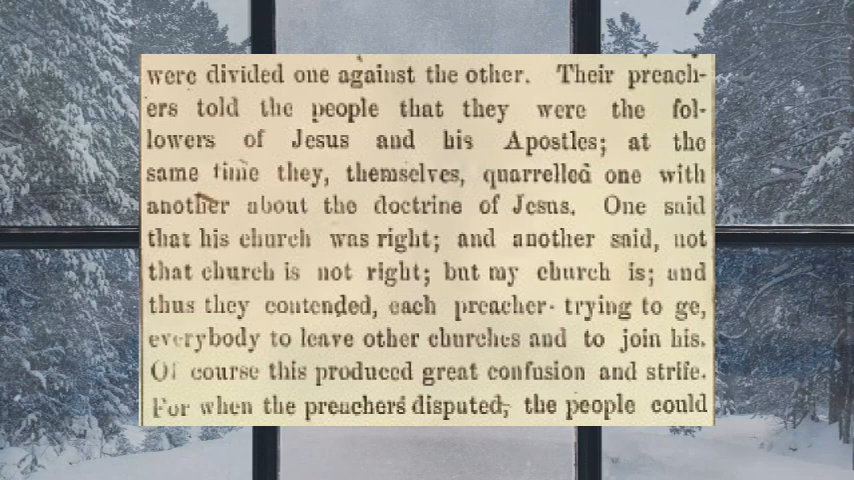 were divided one against the other. Their preach-
ers told the people that they were the fol-
lowers of Jesus and his Apostles; at the
same time they, themselves, quarrelled one with
another about the doctrine of Jesus. One said
that his church was right; and another said, not
that church is not right; but my church is; and
thus they contended, each preacher- trying to ge,
everybody to leave other churches and to join his.
Of course this produced great confusion and strife.
For when the preachers disputed, the people could